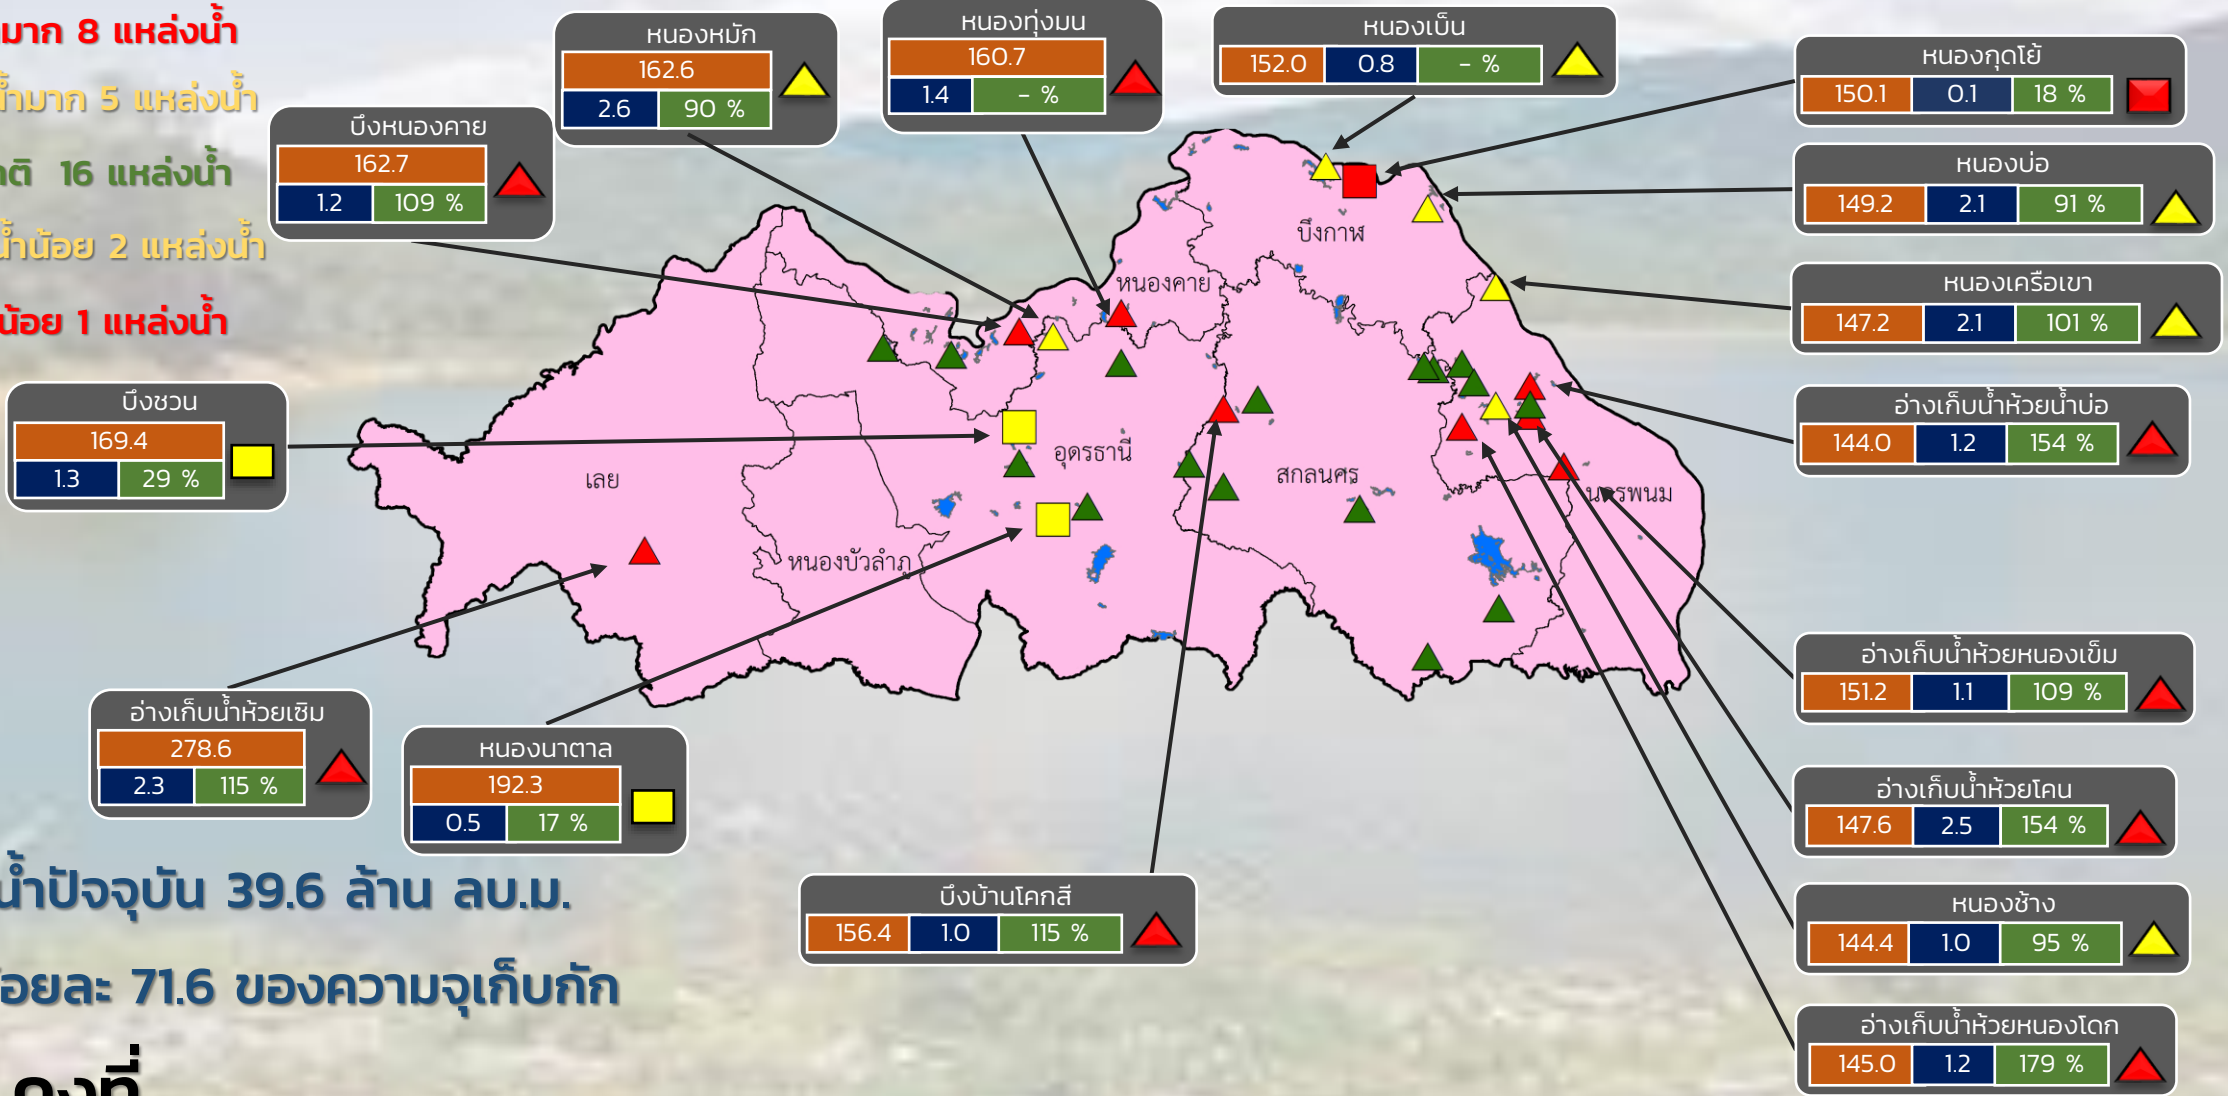 มาก 8 แหล่งน้ำ
น้ำมาก 5 แหล่งน้ำ
16 แหล่งน้ำ
น้ำน้อย 2 แหล่งน้ำ
น้อย 1 แหล่งน้ำ
บึงหนองคาย
162.7
1.2 109 %
หนองหมัก
162.6
2.6 90 %
หนองทุ่งมน
160.7
1.4 - %
หนองเบ็น
152.0 0.8 - %
หนองกุดโย้
150.1 0.1 18 %
หนองบ่อ
149.2 2.1 91 %
หนองเครือเขา
147.2 2.1 101 %
อ่างเก็บน้ำห้วยน้ำบ่อ
144.0 1.2 154 %
อ่างเก็บน้ำห้วยหนองเข็ม
151.2 1.1 109 %
อ่างเก็บน้ำห้วยโคน
147.6 2.5 154 %
หนองช้าง
144.4 1.0 95 %
อ่างเก็บน้ำห้วยหนองโดก
145.0 1.2 179 %
บึงชวน
169.4
1.3 29 %
อ่างเก็บน้ำห้วยเซิม
278.6
2.3 115 %
หนองนาตาล
192.3
0.5 17 %
บึงบ้านโคกสี
156.4 1.0 115 %
บึงกาฬ
หนองคาย
อุดรธานี
เลย
สกลนคร
นครพนม
หนองบัวลำภู
น้ำปัจจุบัน 39.6 ล้าน ลบ.ม.
ร้อยละ 71.6 ของความจุเก็บกัก
คงที่